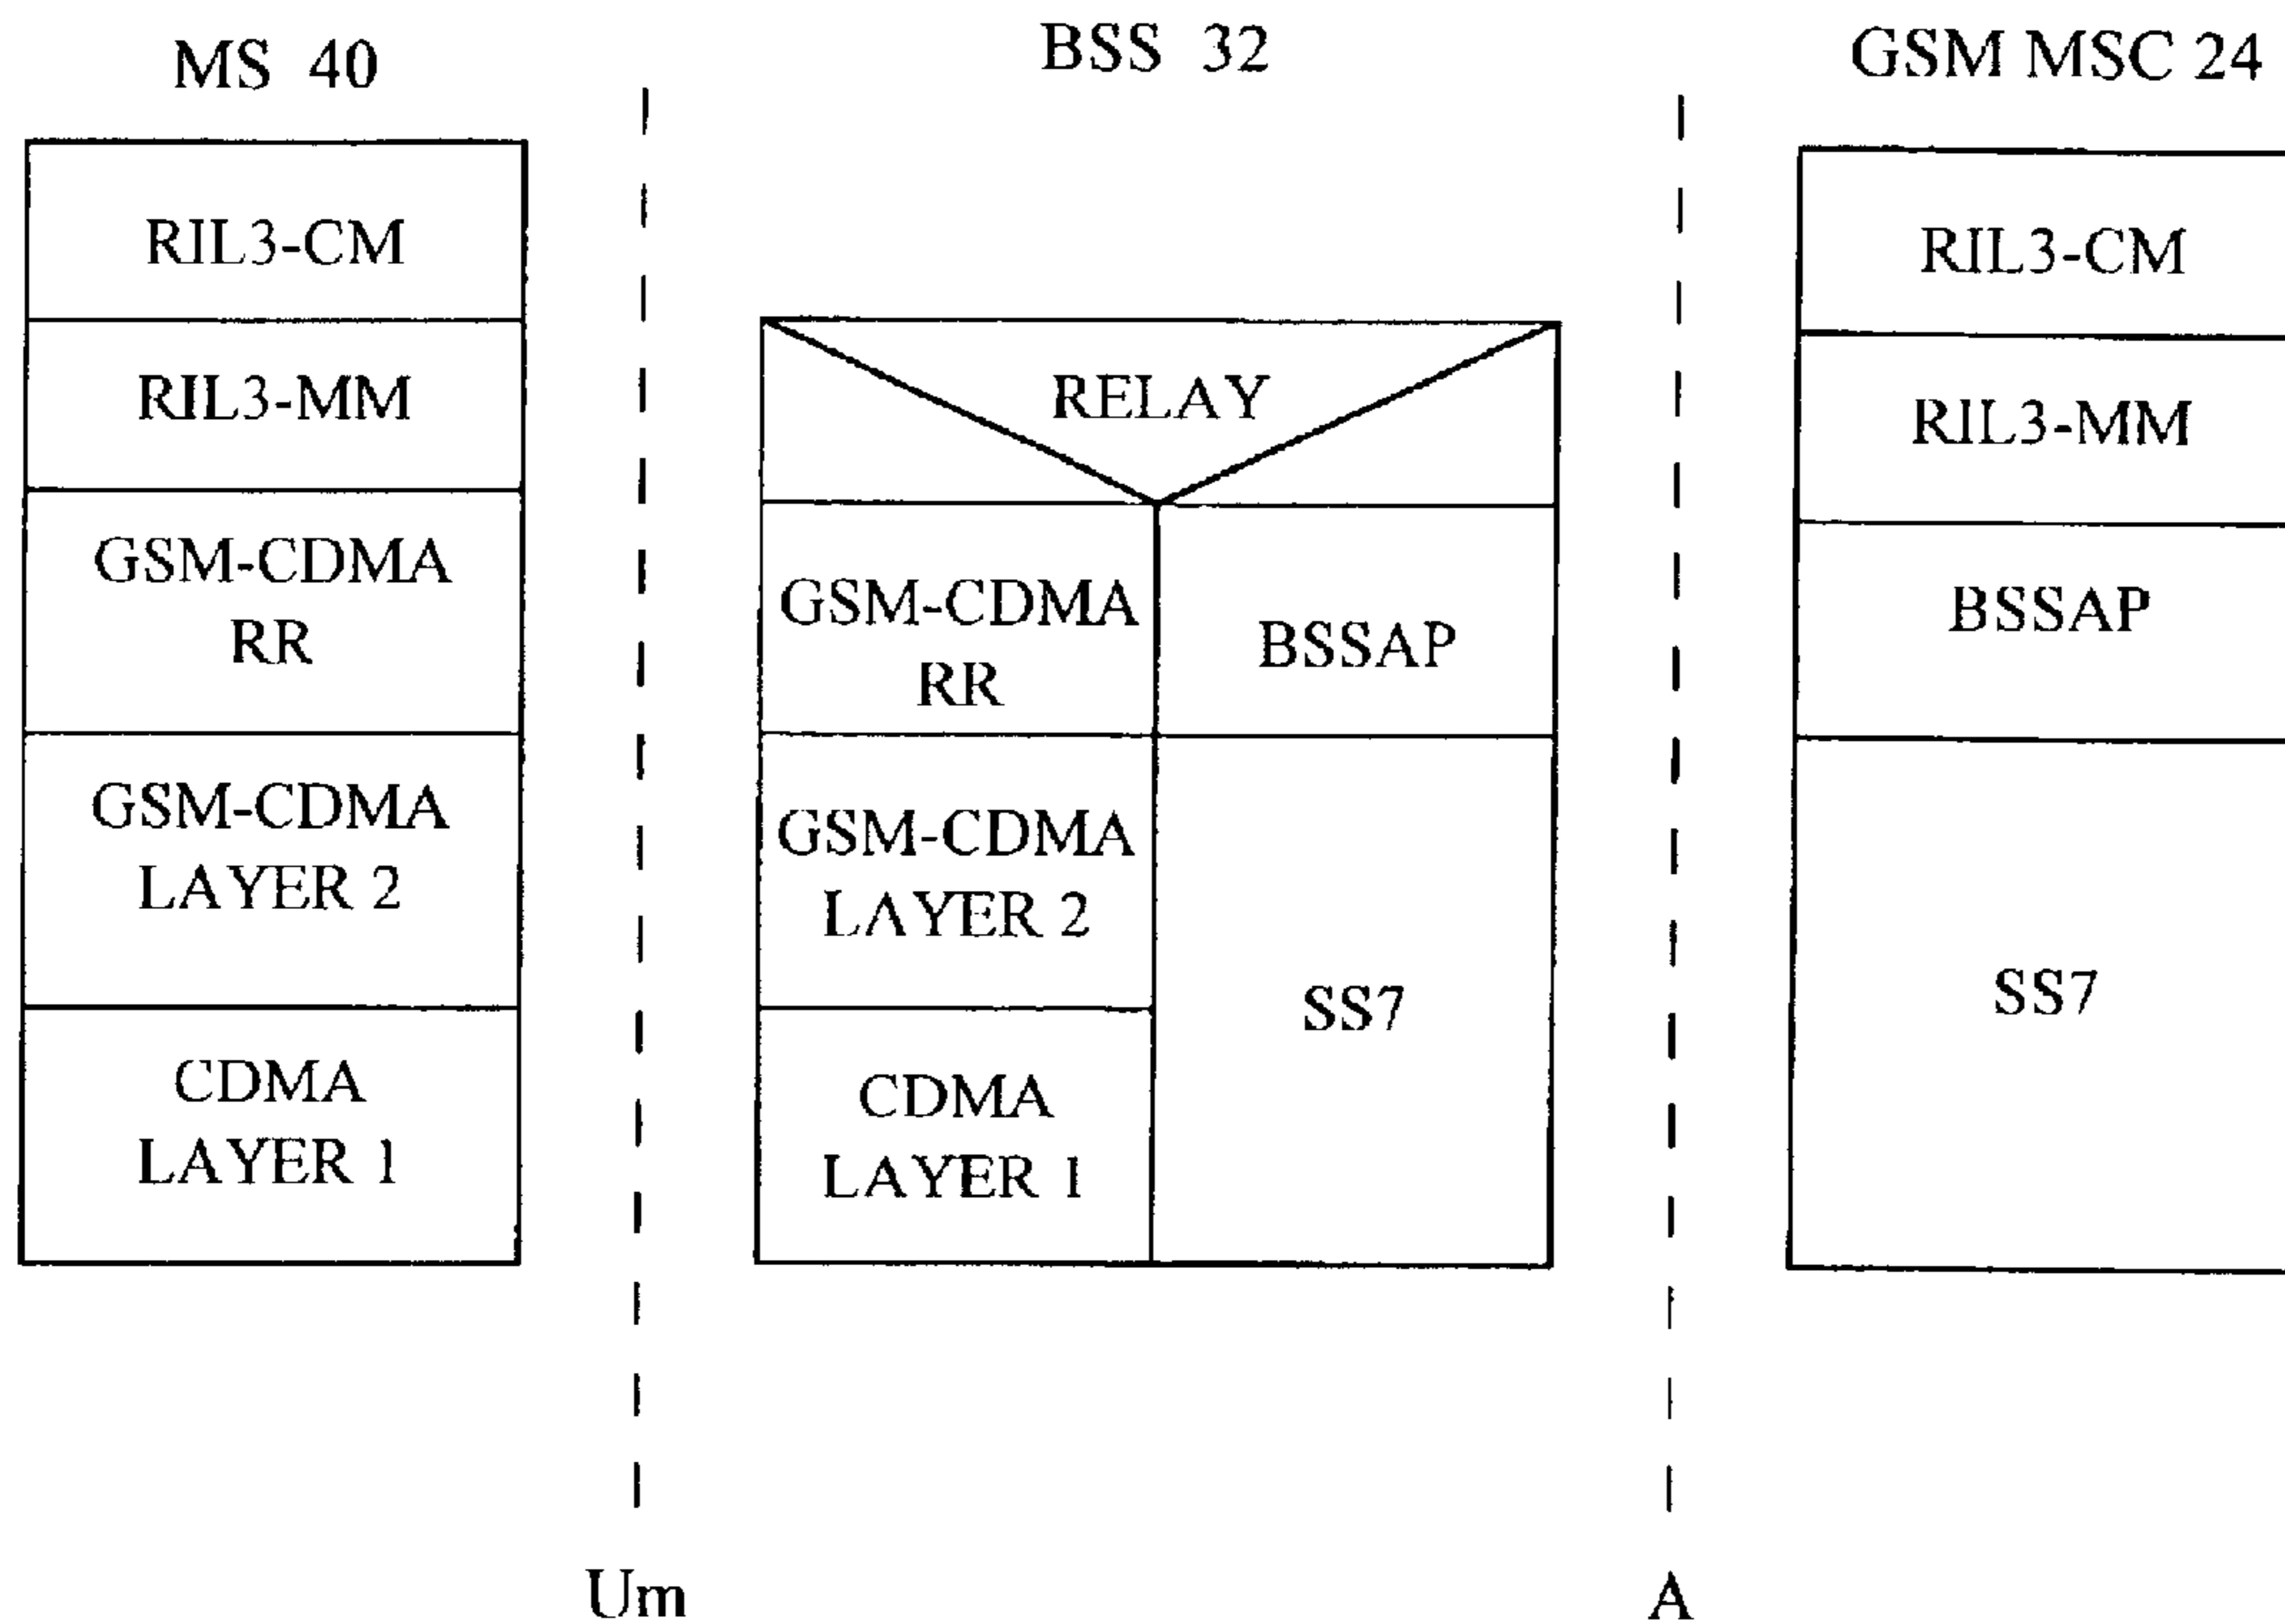 MS 40
BSS 32
GSM MSC 24
RIL3-CM
RIL3-MM
GSM-CDMA
RR
GSM-CDMA
LAYER 2
CDMA
LAYER 1
RELAY
GSM-CDMA
RR
GSM-CDMA
LAYER 2
CDMA
LAYER 1
BSSAP
SS7
RIL3-CM
RIL3-MM
BSSAP
SS7
Um
A